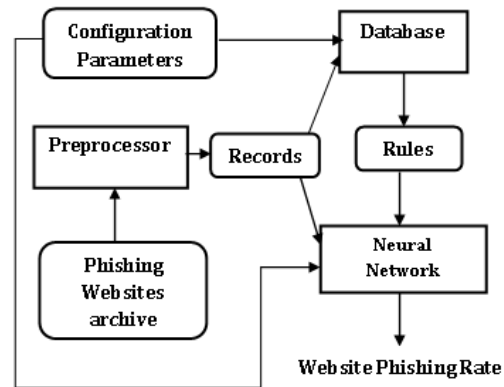 Configuration
Parameters
Database
Preprocessor
Records
Rules
Phishing
Websites
archive
Neural
Network
Website Phishing Rate